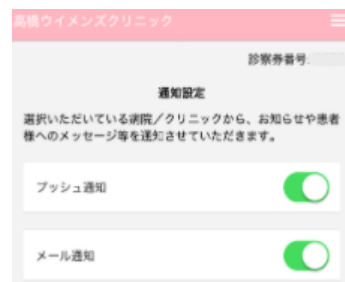 高橋ウイメンズクリニック
診察券番号:
通知設定
選択いただいている病院/クリニックから、お知らせや患者
様へのメッセージ等を通知させていただきます。
プッシュ通知
メール通知